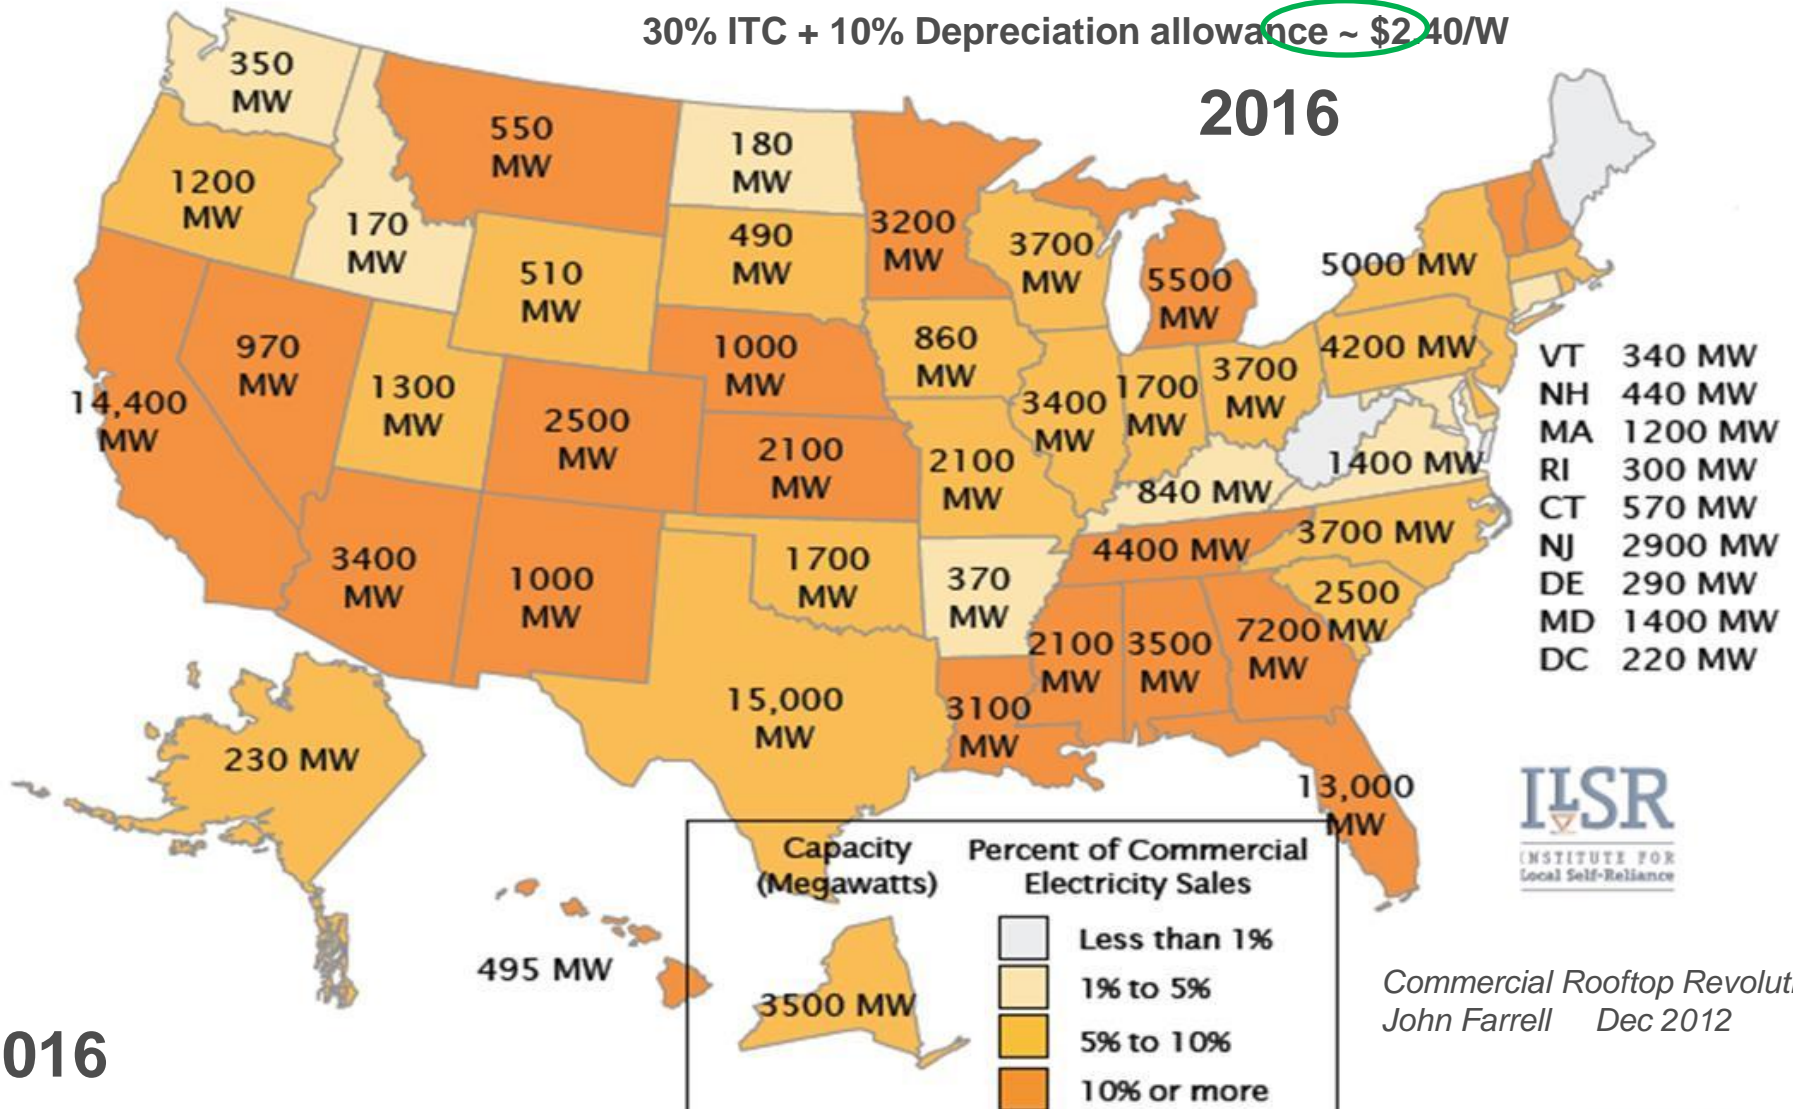 30% ITC + 10% Depreciation allowance ~ $2.40/W
2016
350
MW
550
MW
180
MW
1200
MW
170
MW
3200
MW
490
MW
3700
MW
510
MW
5500
MW
5000 MW
970
MW
1300
MW
1000
MW
860
MW
3400
MW
1700
MW
3700
MW
4200 MW
14,400
MW
2500
MW
2100
MW
2100
MW
840 MW
1400 MW
3400
MW
1000
MW
1700
MW
370
MW
4400 MW
3700 MW
2500
MW
2100
MW
3500
MW
7200
MW
15,000
MW
3100
MW
13,000
MW
230 MW
495 MW
VT 340 MW
NH 440 MW
MA 1200 MW
RI 300 MW
CT 570 MW
NJ 2900 MW
DE 290 MW
MD 1400 MW
DC 220 MW
ILSR
INSTITUTE FOR
Local Self-Reliance
Capacity
(Megawatts)
3500 MW
Percent of Commercial
Electricity Sales
Less than 1%
1% to 5%
5% to 10%
10% or more
Commercial Rooftop Revoluti
John Farrell Dec 2012
016